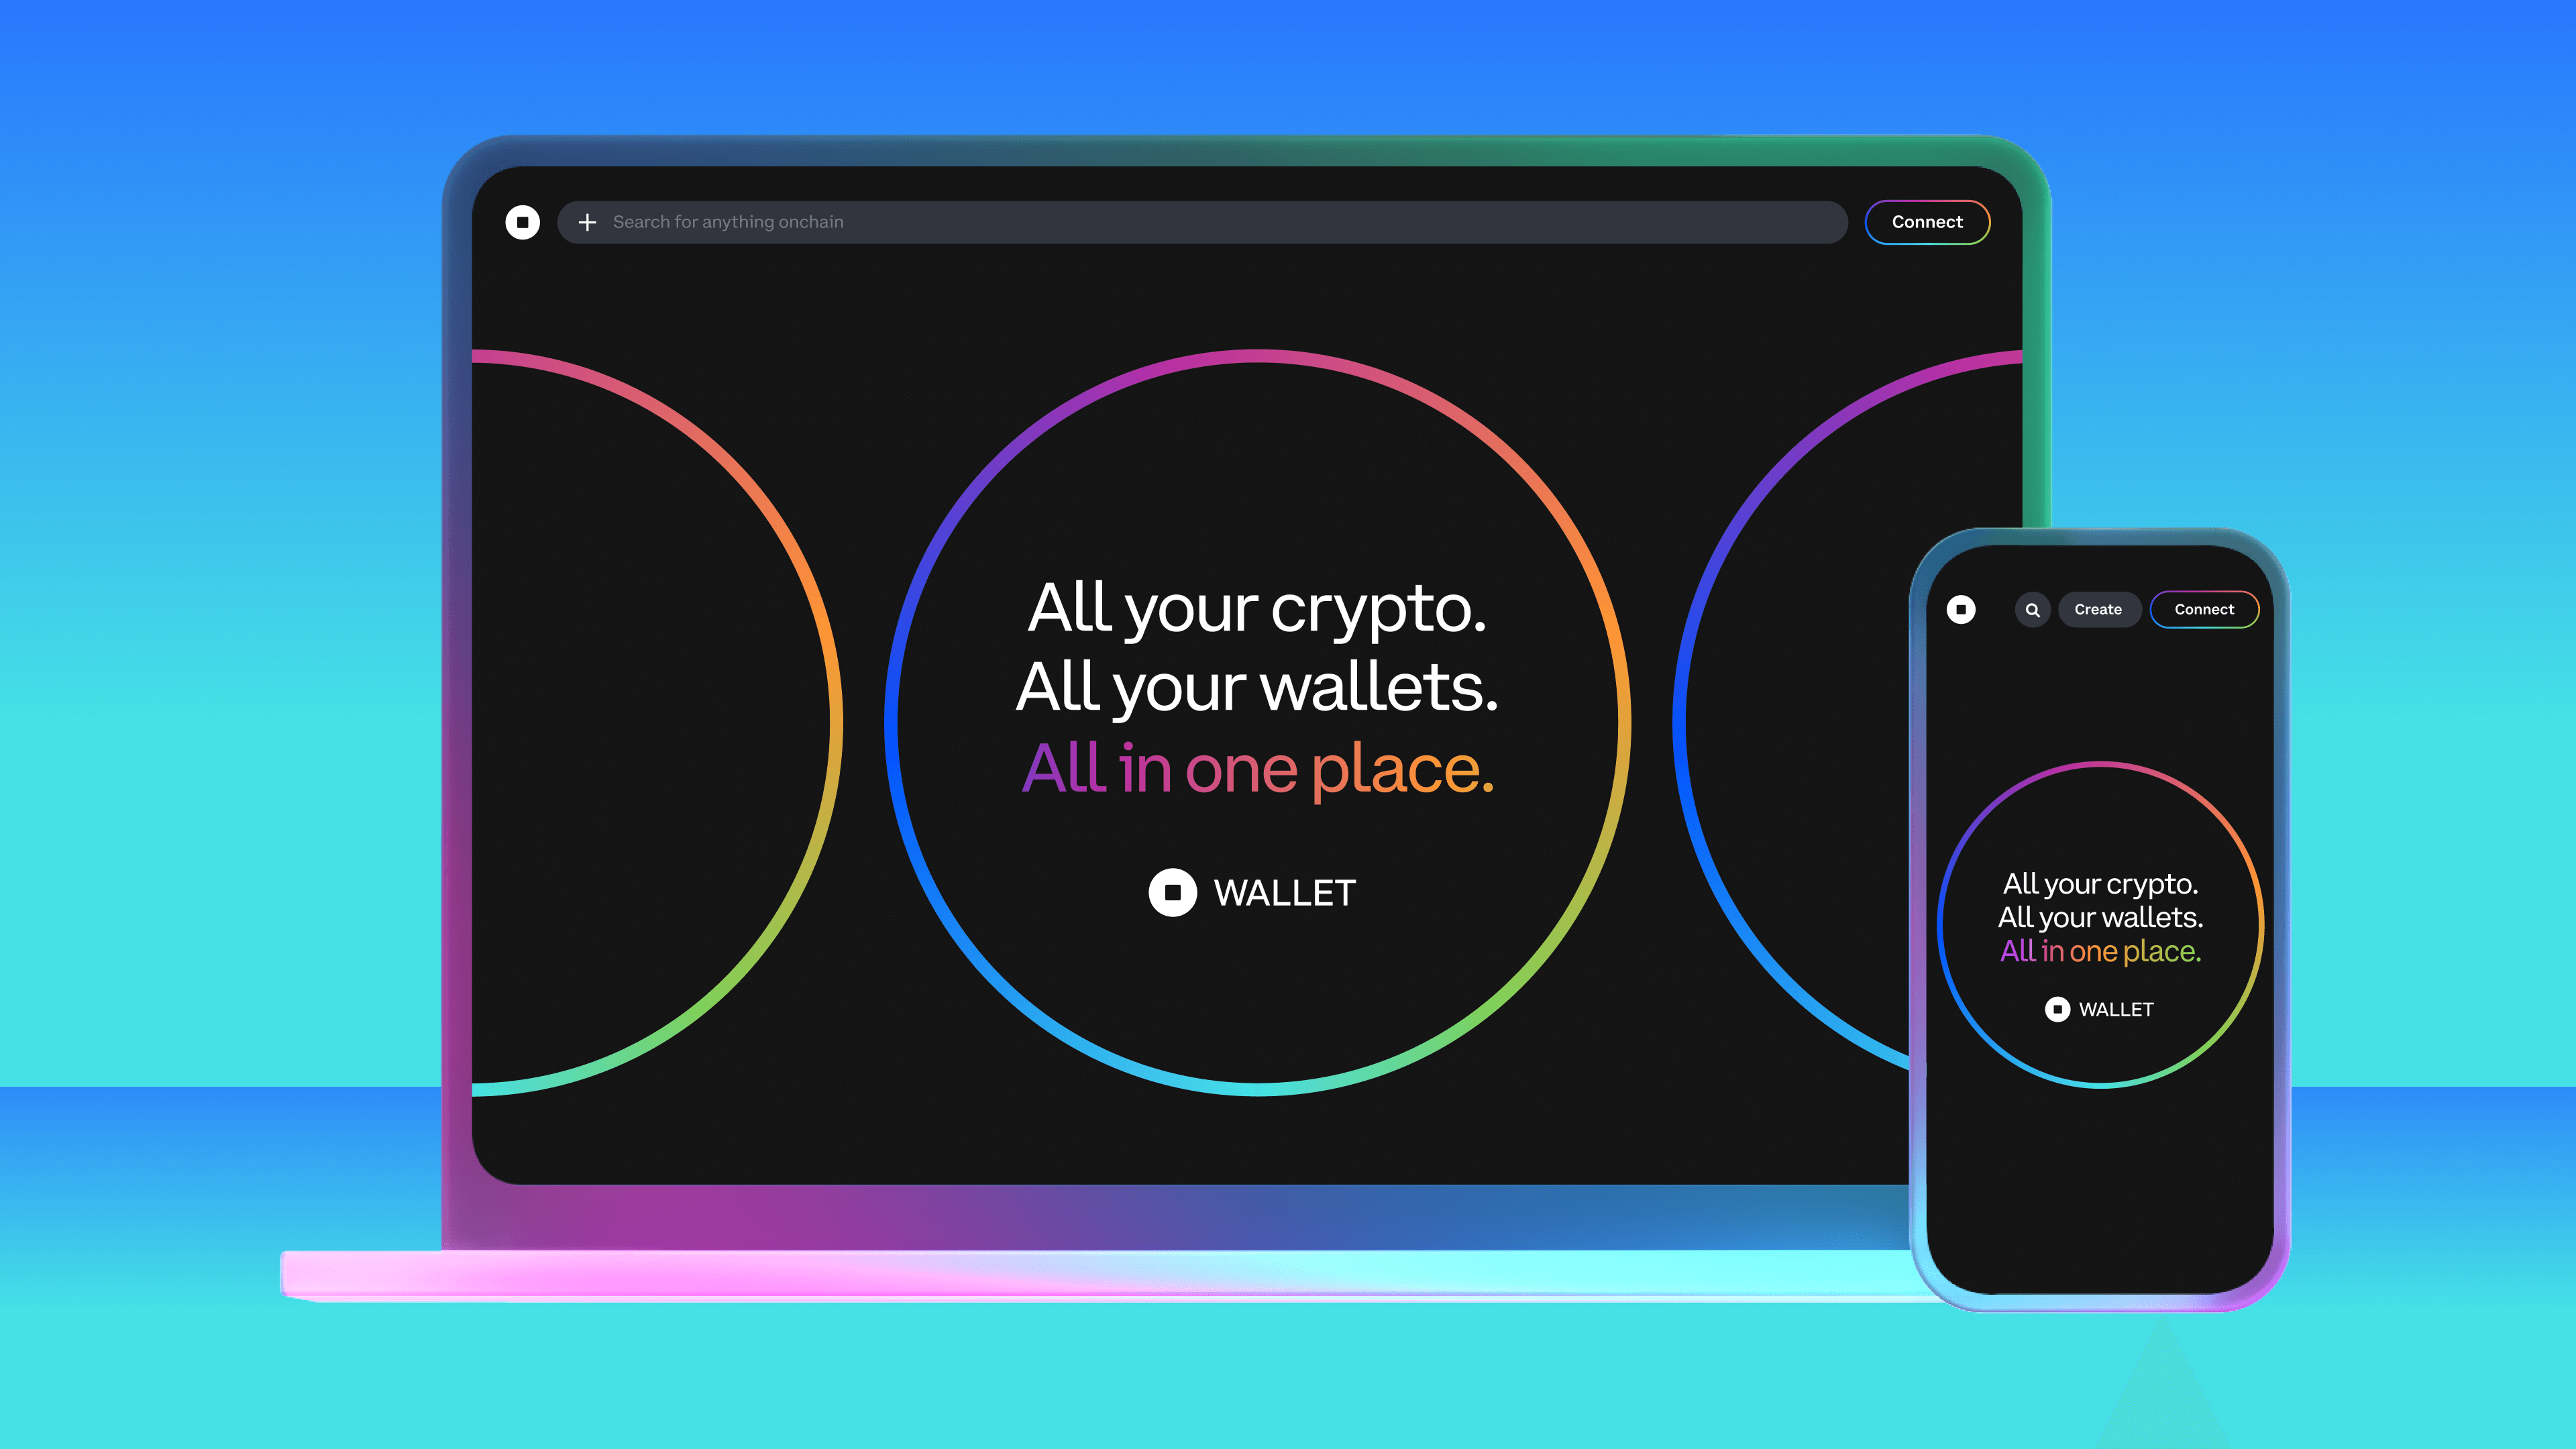 Search for anything onchain
Connect
All your crypto.
All your wallets.
All in one place.
WALLET
Create
Connect
All your crypto.
All your wallets.
All in one place.
WALLET